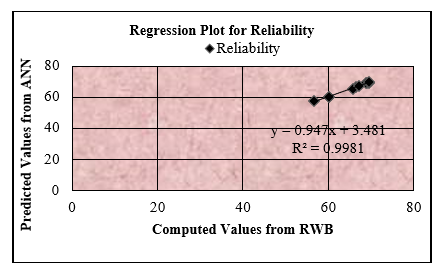 Regression Plot for Reliability
Reliability
80
60
40
20
0
0 20 40 60 80
y = 0.947x + 3.481
R² = 0.9981
Predicted Values from ANN
Computed Values from RWB